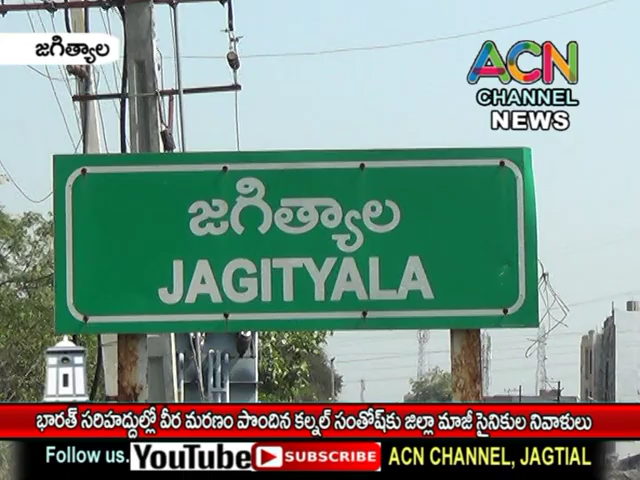 జగిత్యాల
ACN
CHANNEL
NEWS
జగిత్యాల
JAGITYALA
భారత్ సరిహద్దుల్లో వీర మరణం పొందిన కల్నల్ సంతోష్‌కు జిల్లా మాజీ సైనికుల నివాళులు
Follow us. YouTube SUBSCRIBE ACN CHANNEL, JAGTIAL